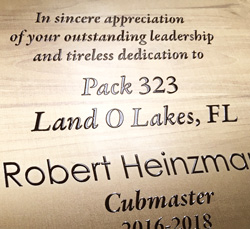 In sincere appreciation
of your outstanding leadership
and tireless dedication to
Pack 323
Land O Lakes, FL
Robert Heinzma
Cubmaster
2016-2018